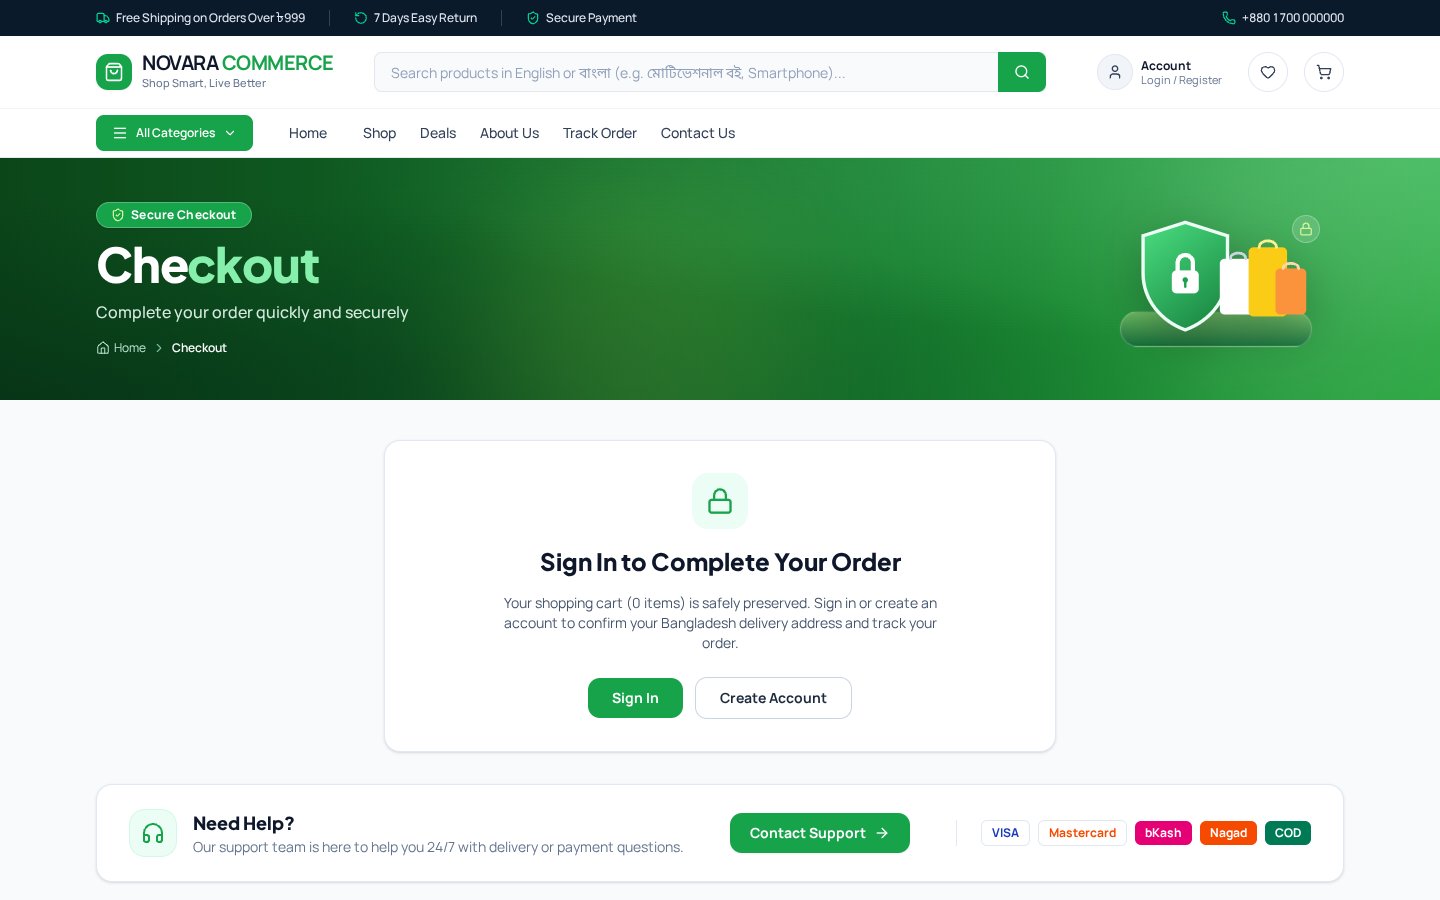 Free Shipping on Orders Over ৳999
7 Days Easy Return
Secure Payment
+880 1700 000000
NOVARA COMMERCE
Shop Smart, Live Better
Search products in English or বাংলা (e.g. মোটিভেশনাল বই, Smartphone)...
Account
Login / Register
All Categories
Home
Shop
Deals
About Us
Track Order
Contact Us
Secure Checkout
Checkout
Complete your order quickly and securely
Home
Checkout
Sign In to Complete Your Order
Your shopping cart (0 items) is safely preserved. Sign in or create an
account to confirm your Bangladesh delivery address and track your
order.
Sign In
Create Account
Need Help?
Our support team is here to help you 24/7 with delivery or payment questions.
Contact Support
VISA
Mastercard
bKash
Nagad
COD